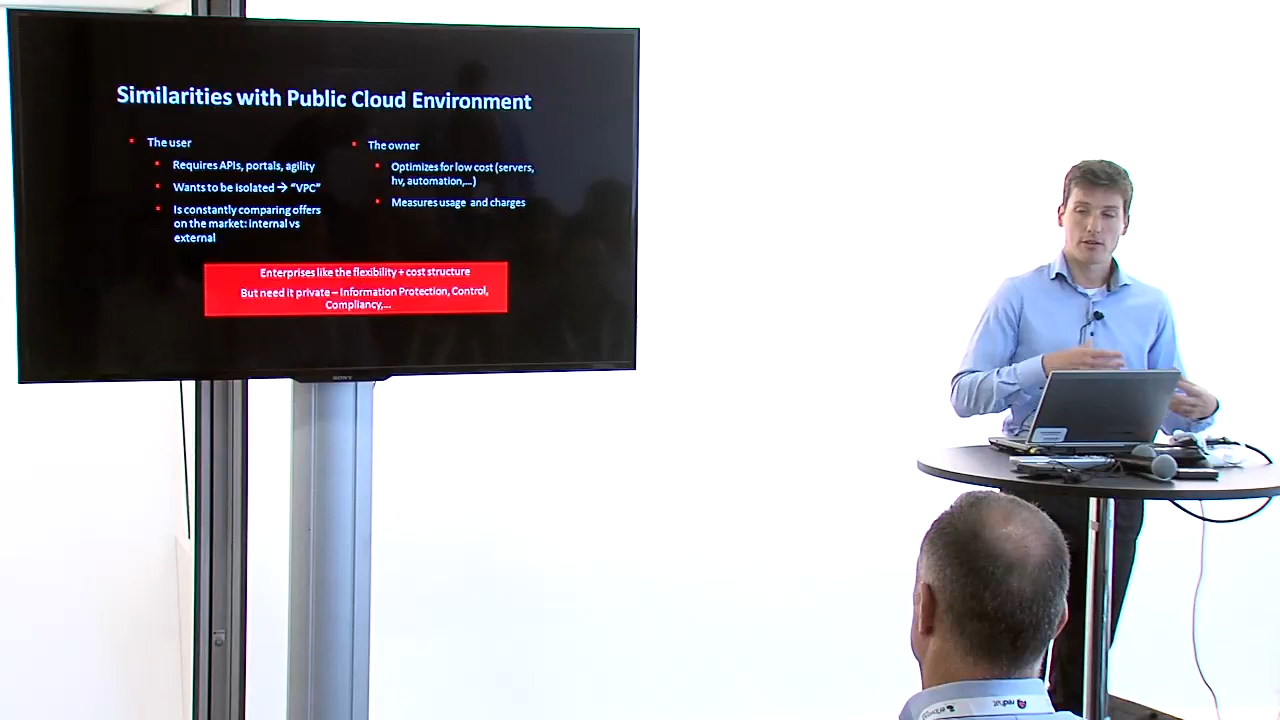 Similarities with Public Cloud Environment
The user
Requires APIs, portals, agility
Wants to be isolated → "VPC"
Is constantly comparing offers
on the market: internal vs
external
The owner
Optimizes for low cost (servers,
hv, automation,...)
Measures usage and charges
Enterprises like the flexibility + cost structure
But need it private – Information Protection, Control,
Compliancy,...
SONY